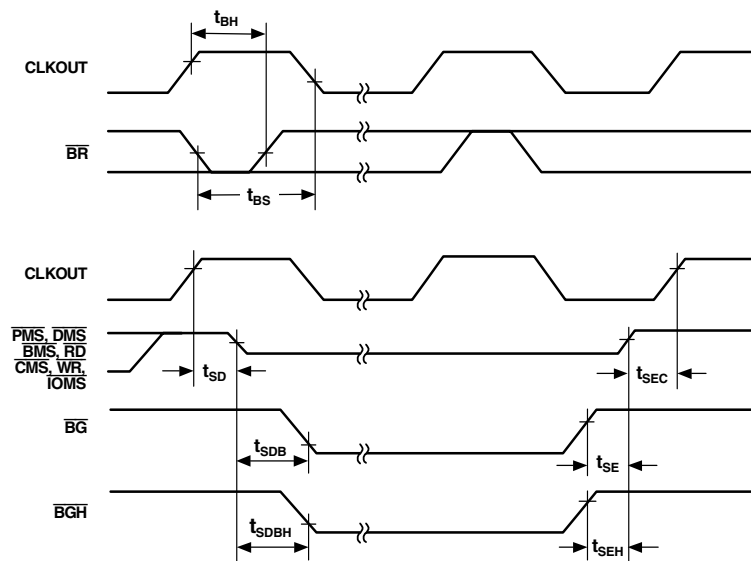 tBH
CLKOUT
BR
tBS
CLKOUT
PMS, DMS
BMS, RD
CMS, WR,
IOMS
tSD
tSEC
BG
tSDB
tSE
BGH
tSDBH
tSEH